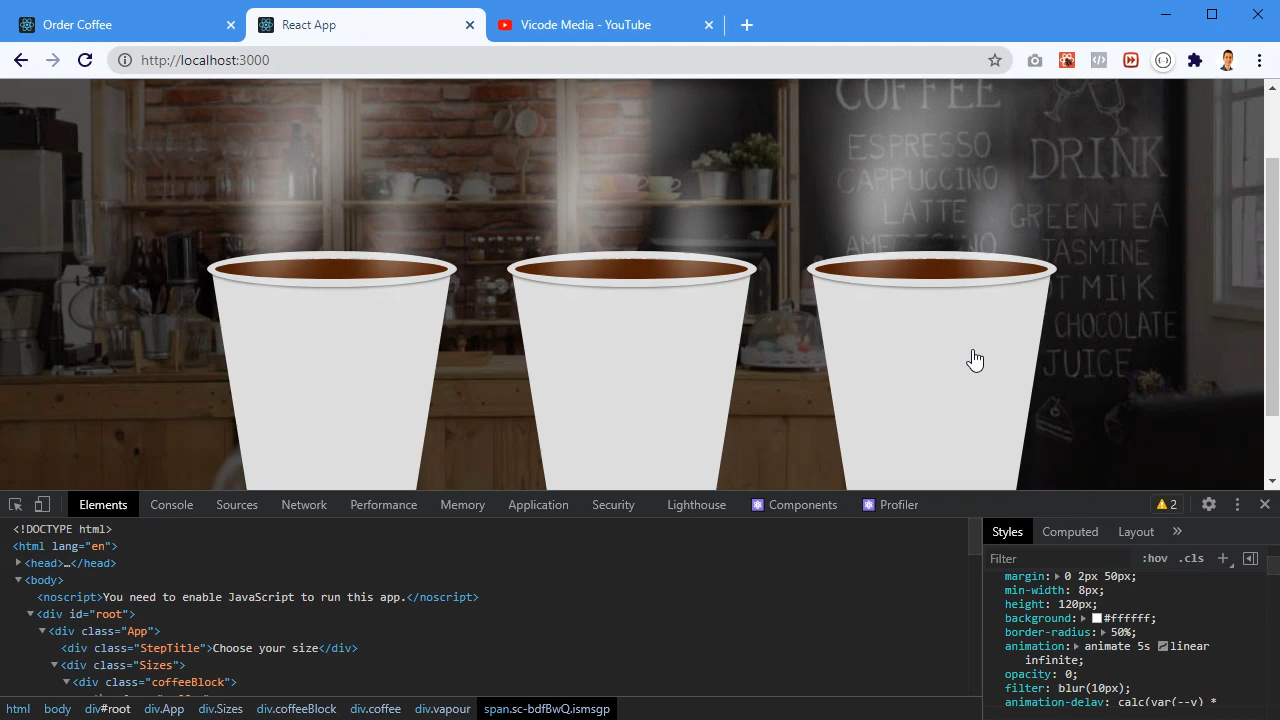 Order Coffee
React App
Vicode Media - YouTube
http://localhost:3000
COFFEE
ESPRESSO
CAPPUCCINO
LATTE
AMERICANO
DRINK
GREEN TEA
JASMINE
HOT MILK
CHOCOLATE
JUICE
Elements
Console
Sources
Network
Performance
Memory
Application
Security
Lighthouse
Components
Profiler
2
<!DOCTYPE html>
<html lang="en">
<head>…</head>
<body>
<noscript>You need to enable JavaScript to run this app.</noscript>
<div id="root">
<div class="App">
<div class="StepTitle">Choose your size</div>
<div class="Sizes">
<div class="coffeeBlock">
html
body
div#root
div.App
div.Sizes
div.coffeeBlock
div.coffee
div.vapour
span.sc-bdfBwQ.ismsgp
Styles
Computed
Layout
Filter
:hov .cls
margin: 0 2px 50px;
min-width: 8px;
height: 120px;
background: #ffffff;
border-radius: 50%;
animation: animate 5s linear
infinite;
opacity: 0;
filter: blur(10px);
animation-delay: calc(var(--v) *